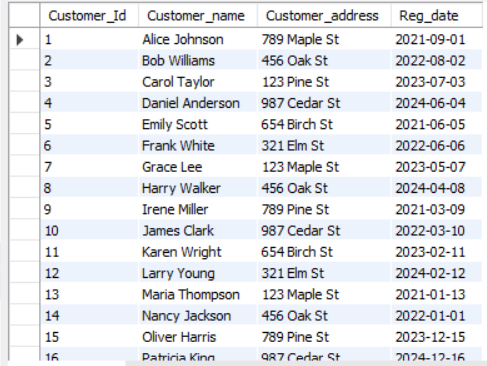 Customer_Id Customer_name Customer_address Reg_date
1 Alice Johnson 789 Maple St 2021-09-01
2 Bob Williams 456 Oak St 2022-08-02
3 Carol Taylor 123 Pine St 2023-07-03
4 Daniel Anderson 987 Cedar St 2024-06-04
5 Emily Scott 654 Birch St 2021-06-05
6 Frank White 321 Elm St 2022-06-06
7 Grace Lee 123 Maple St 2023-05-07
8 Harry Walker 456 Oak St 2024-04-08
9 Irene Miller 789 Pine St 2021-03-09
10 James Clark 987 Cedar St 2022-03-10
11 Karen Wright 654 Birch St 2023-02-11
12 Larry Young 321 Elm St 2024-02-12
13 Maria Thompson 123 Maple St 2021-01-13
14 Nancy Jackson 456 Oak St 2022-01-01
15 Oliver Harris 789 Pine St 2023-12-15
16 Patricia King 987 Cedar St 2024-12-16